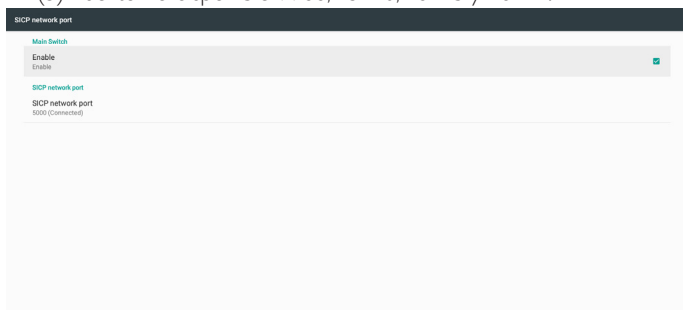 SICP network port
Main Switch
Enable
Enable
SICP network port
SICP network port
5000 (Connected)